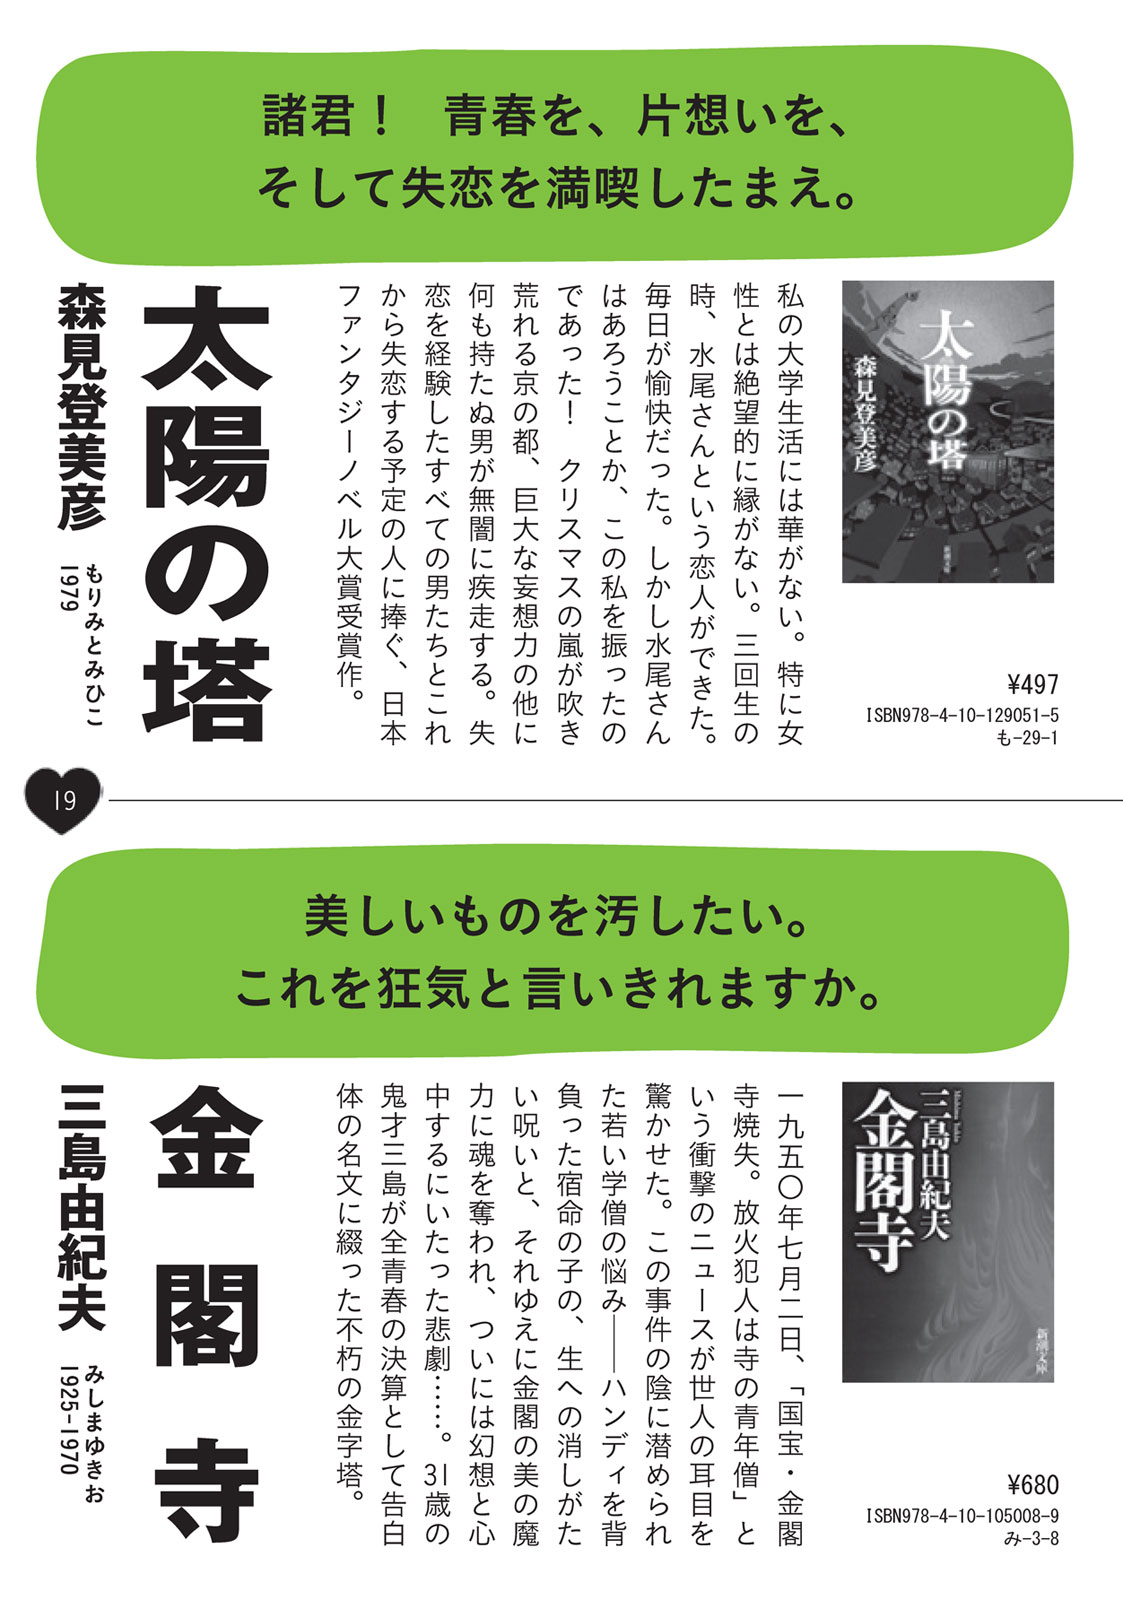 諸君！　青春を、片想いを、
そして失恋を満喫したまえ。
太陽の塔
森見登美彦
新潮文庫
¥497
ISBN978-4-10-129051-5
も-29-1
私の大学生活には華がない。特に女
性とは絶望的に縁がない。三回生の
時、水尾さんという恋人ができた。
毎日が愉快だった。しかし水尾さん
はあろうことか、この私を振ったの
であった！　クリスマスの嵐が吹き
荒れる京の都、巨大な妄想力の他に
何も持たぬ男が無闇に疾走する。失
恋を経験したすべての男たちとこれ
から失恋する予定の人に捧ぐ、日本
ファンタジーノベル大賞受賞作。
太陽の塔
森見登美彦
もりみとみひこ
1979
19
美しいものを汚したい。
これを狂気と言いきれますか。
Mishima Yukio
三島由紀夫
金閣寺
新潮文庫
¥680
ISBN978-4-10-105008-9
み-3-8
一九五〇年七月二日、「国宝・金閣
寺焼失。放火犯人は寺の青年僧」と
いう衝撃のニュースが世人の耳目を
驚かせた。この事件の陰に潜められ
た若い学僧の悩み――ハンディを背
負った宿命の子の、生への消しがた
い呪いと、それゆえに金閣の美の魔
力に魂を奪われ、ついには幻想と心
中するにいたった悲劇……。31歳の
鬼才三島が全青春の決算として告白
体の名文に綴った不朽の金字塔。
金閣寺
三島由紀夫
みしまゆきお
1925-1970